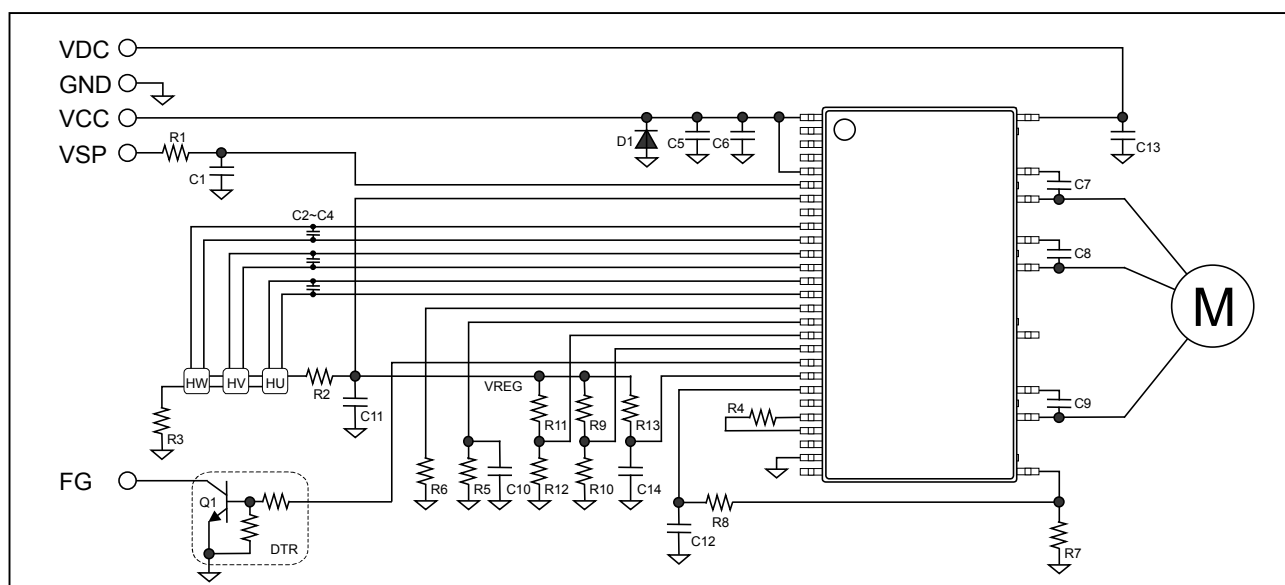 VDC
GND
VCC
VSP
R1
C1
D1
C5
C6
C13
C7
C2~C4
C8
M
HW
HV
HU
R2
VREG
C11
R3
R11
R9
R13
R4
C9
FG
Q1
DTR
R6
R5
C10
R12
R10
C14
R8
C12
R7